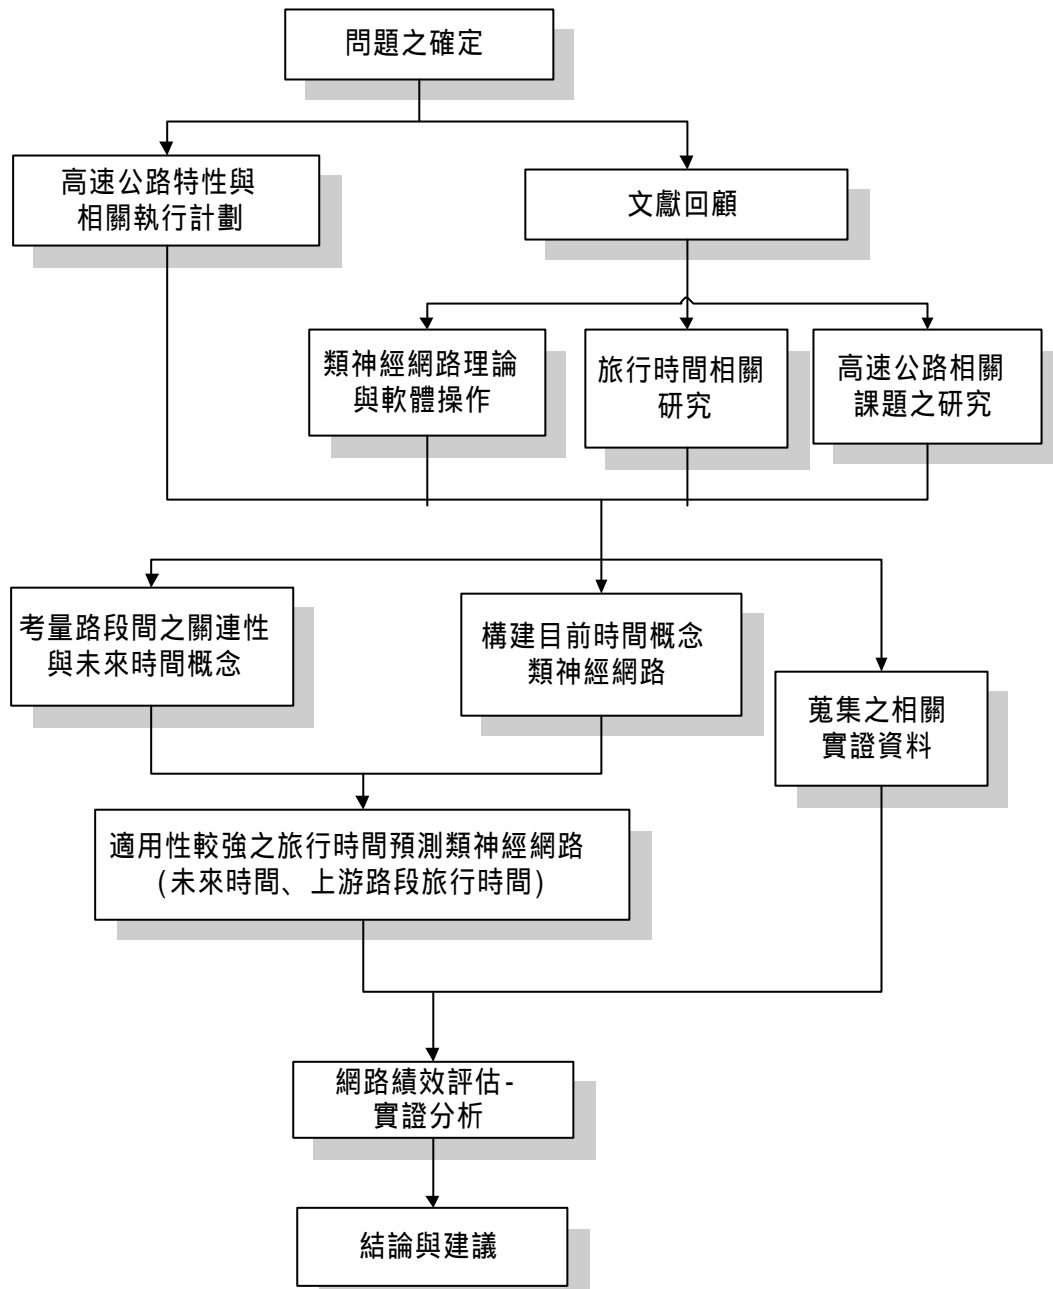 問題之確定
高速公路特性與
相關執行計劃
文獻回顧
類神經網路理論
與軟體操作
旅行時間相關
研究
高速公路相關
課題之研究
考量路段間之關連性
與未來時間概念
構建目前時間概念
類神經網路
蒐集之相關
實證資料
適用性較強之旅行時間預測類神經網路
(未來時間、上游路段旅行時間)
網路績效評估-
實證分析
結論與建議